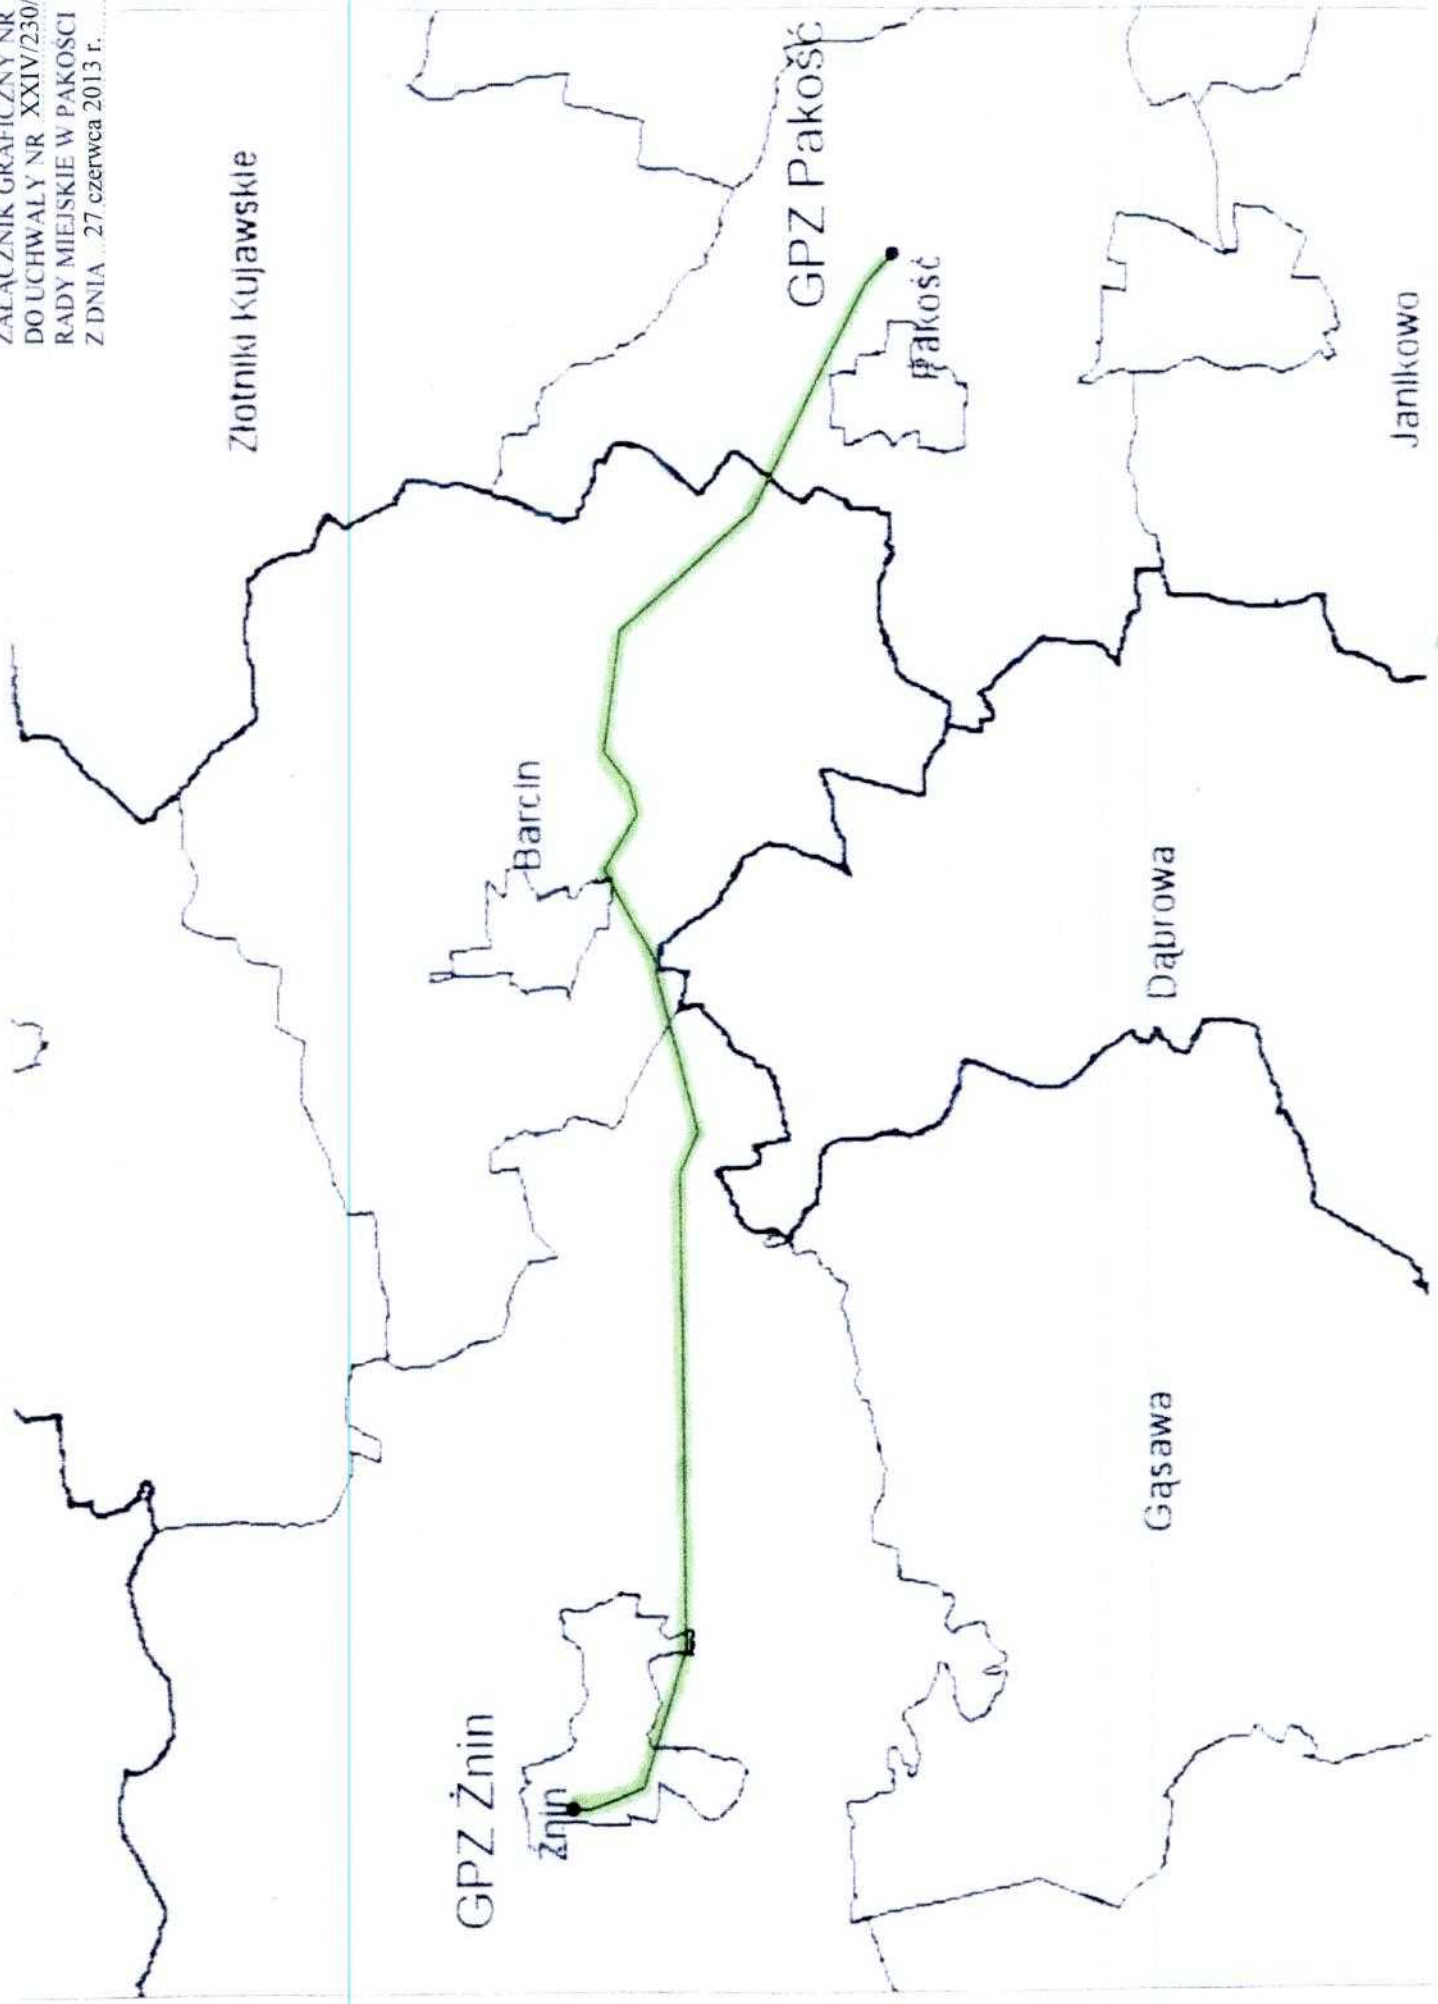 ZAŁĄCZNIK GRAFICZNY NR
DO UCHWAŁY NR XXIV/230/
RADY MIEJSKIE W PAKOŚCI
Z DNIA 27 czerwca 2013 r.
Złotniki Kujawskie
GPZ Pakość
Pakość
Janikowo
Barcin
Dąbrowa
Gąsawa
GPZ Żnin
Żnin